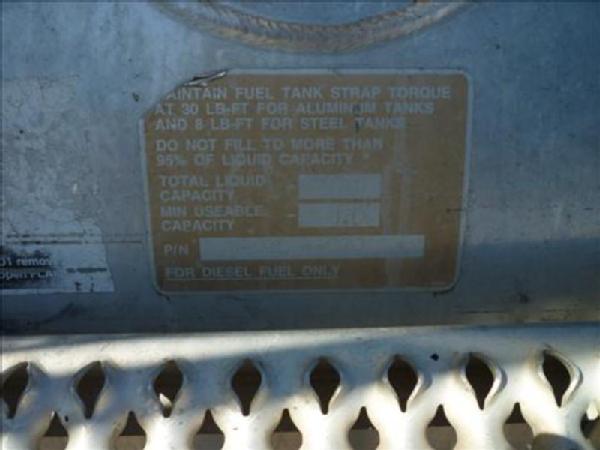 MAINTAIN FUEL TANK STRAP TORQUE
AT 30 LB-FT FOR ALUMINUM TANKS
AND 8 LB-FT FOR STEEL TANKS
DO NOT FILL TO MORE THAN
95% OF LIQUID CAPACITY
TOTAL LIQUID
CAPACITY
MIN USEABLE
CAPACITY
P/N
FOR DIESEL FUEL ONLY
remov